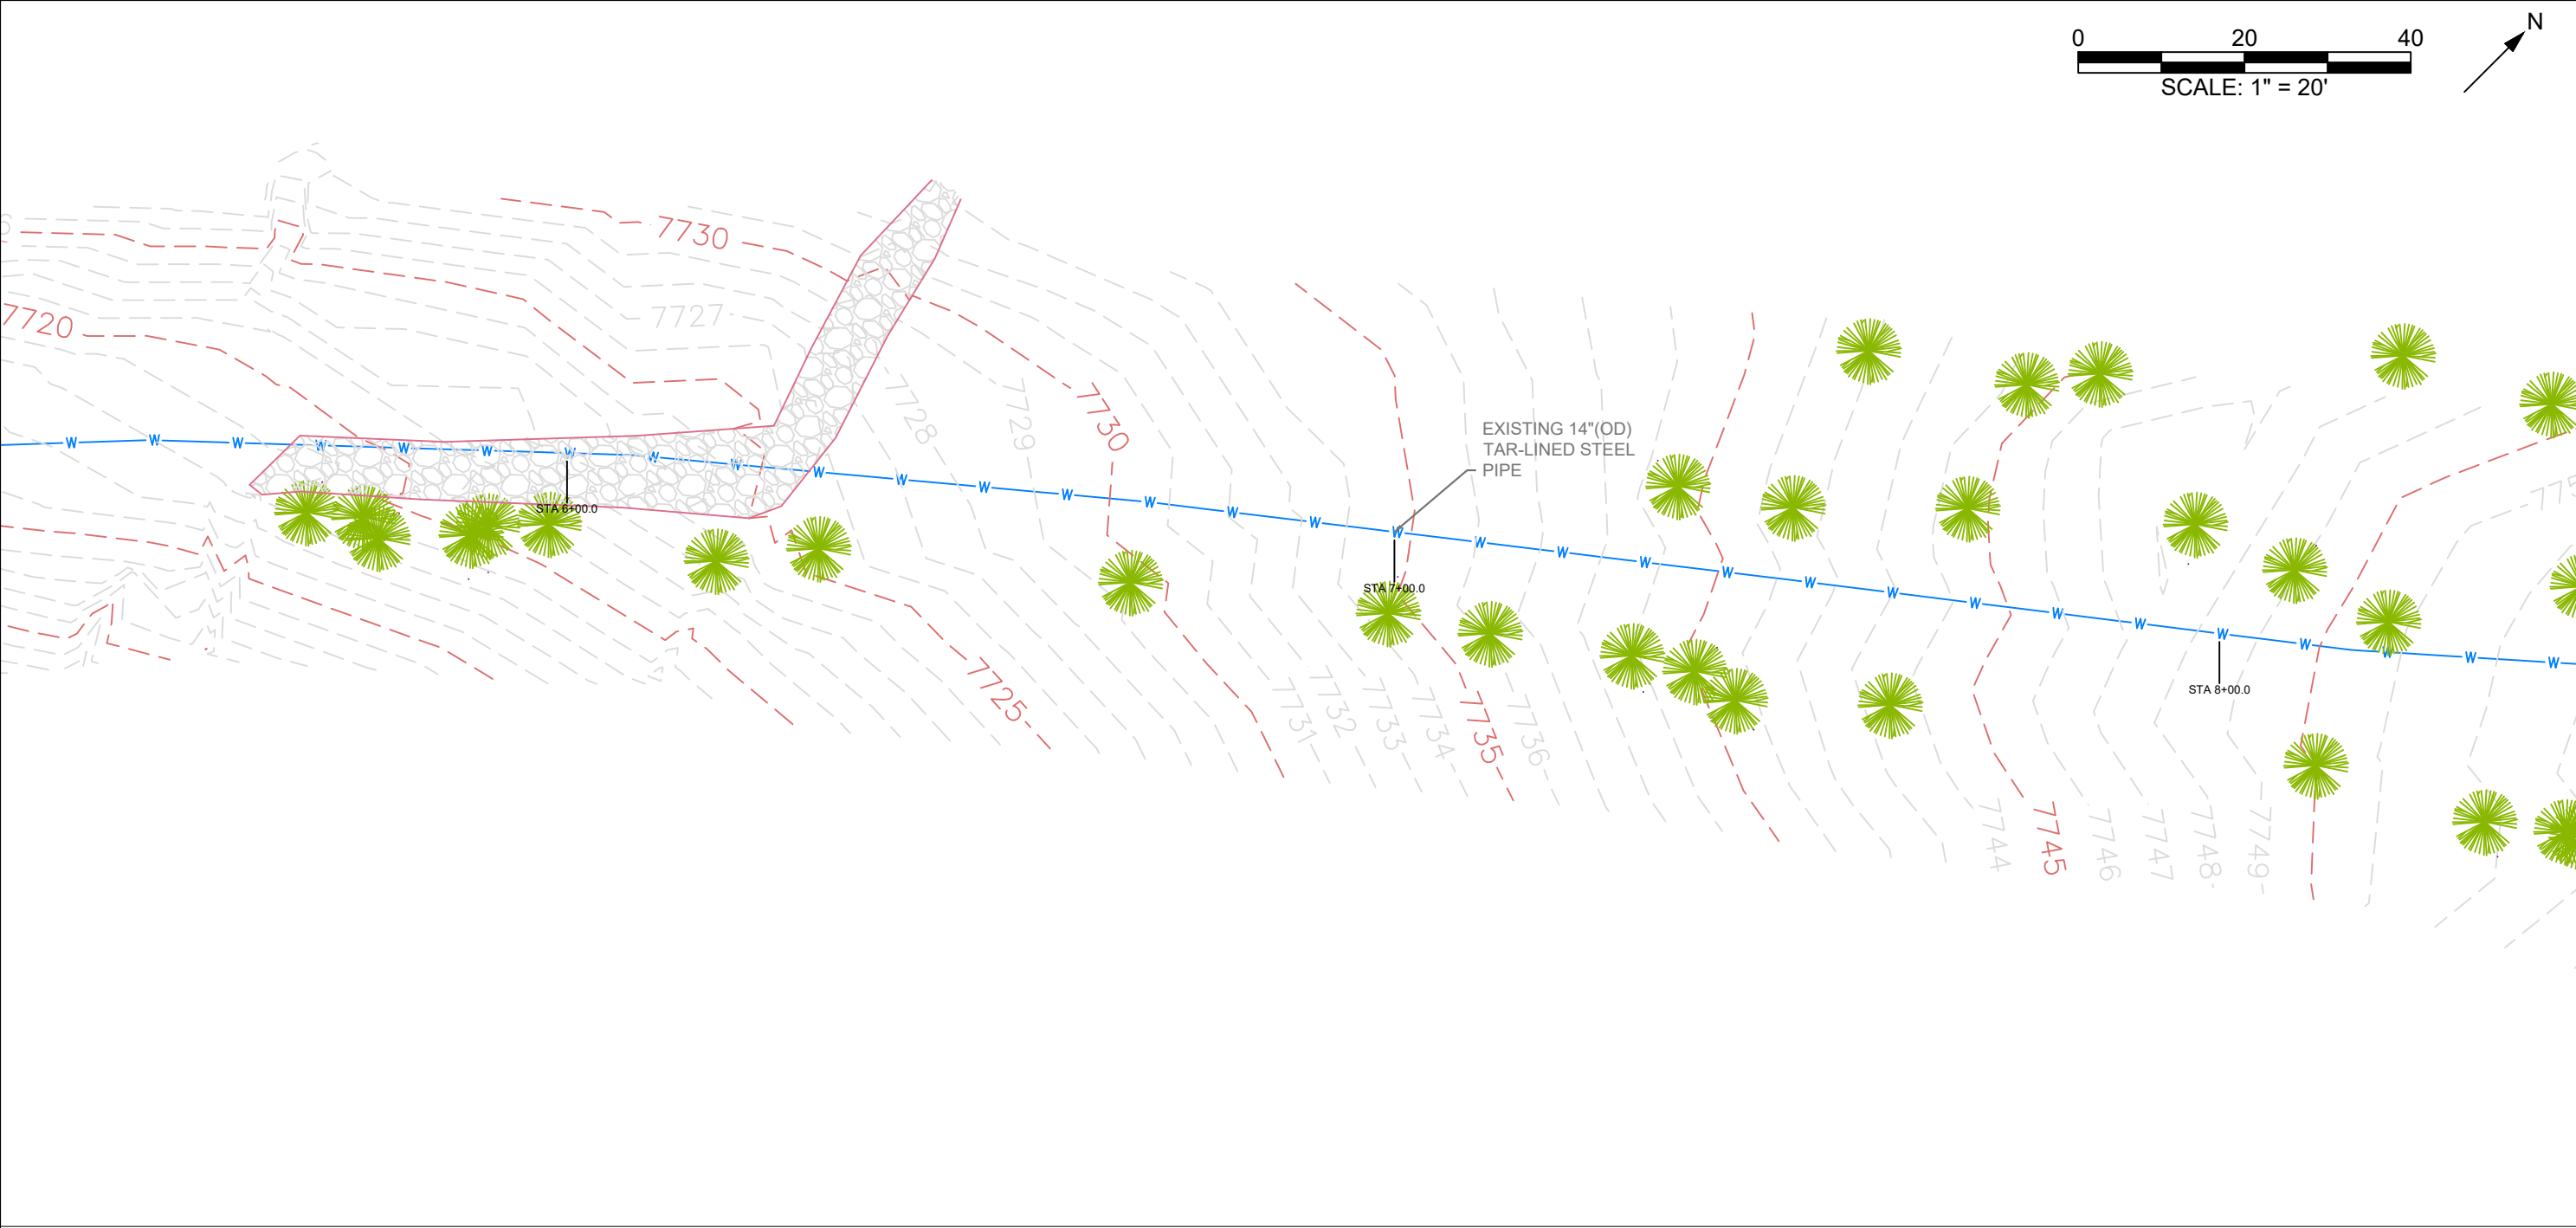 N
0 20 40
SCALE: 1" = 20'
7730
7720
7727
7728
7729
7730
EXISTING 14"(OD)
TAR-LINED STEEL
PIPE
W W W W W W W W W W W W W W W W W W W W W W W W W W W W W W W
STA 6+00.0
STA 7+00.0
STA 8+00.0
7725
7731
7732
7733
7734
7735
7736
7744
7745
7746
7747
7748
7749